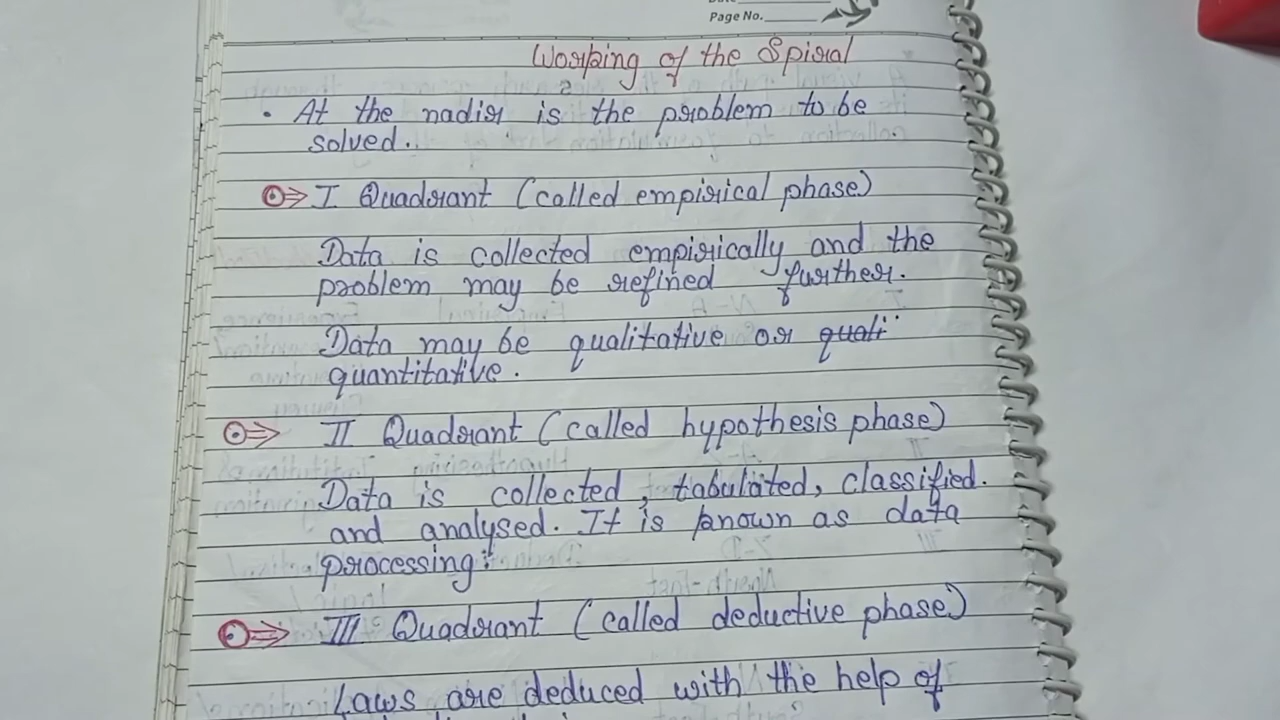 Page No.
Working of the Spiral
• At the nadir is the problem to be
solved.
⊙⇒ I Quadrant (called empirical phase)
Data is collected empirically and the
problem may be refined further.
Data may be qualitative or quali
quantitative.
⊙⇒ II Quadrant (called hypothesis phase)
Data is collected, tabulated, classified.
and analysed. It is known as data
processing.
⊙⇒ III Quadrant (called deductive phase)
Laws are deduced with the help of